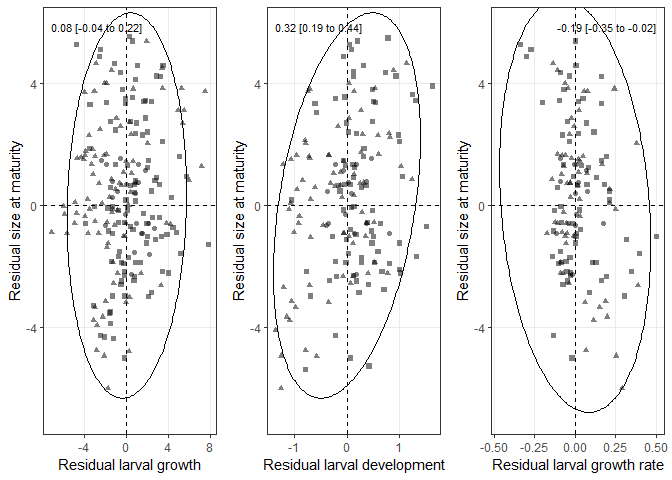 0.08 [-0.04 to 0.22]
4
0
-4
Residual size at maturity
-4
0
4
8
Residual larval growth
0.32 [0.19 to 0.44]
4
0
-4
Residual size at maturity
-1
0
1
Residual larval development
-0.19 [-0.35 to -0.02]
4
0
-4
Residual size at maturity
-0.50
-0.25
0.00
0.25
0.50
Residual larval growth rate